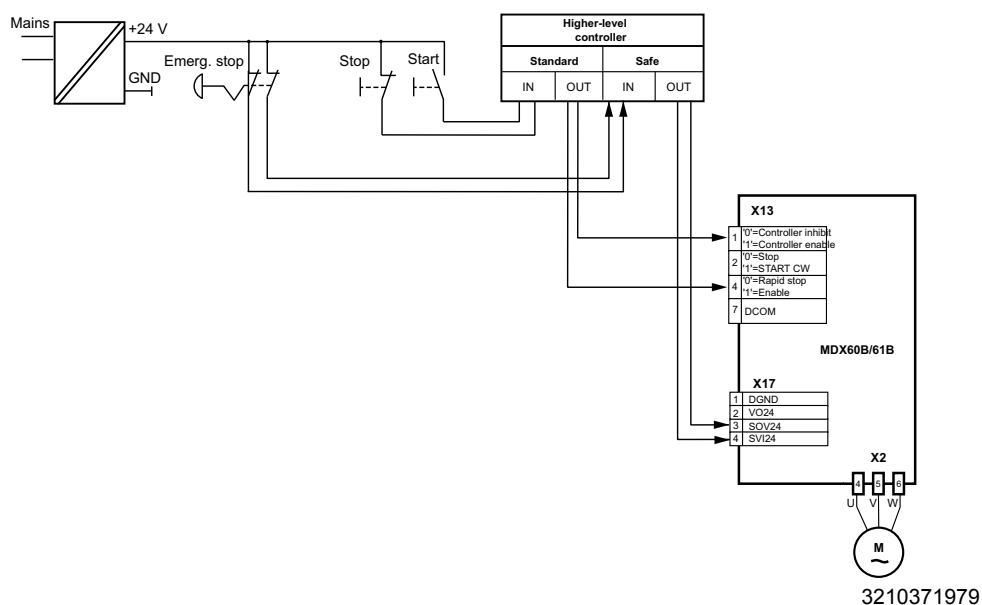 Mains
+24 V
GND
Emerg. stop
Stop
Start
Higher-level
controller
Standard
Safe
IN
OUT
IN
OUT
X13
1
'0'=Controller inhibit
'1'=Controller enable
2
'0'=Stop
'1'=START CW
4
'0'=Rapid stop
'1'=Enable
7
DCOM
MDX60B/61B
X17
1 DGND
2 VO24
3 SOV24
4 SVI24
X2
4 5 6
U V W
M
3210371979